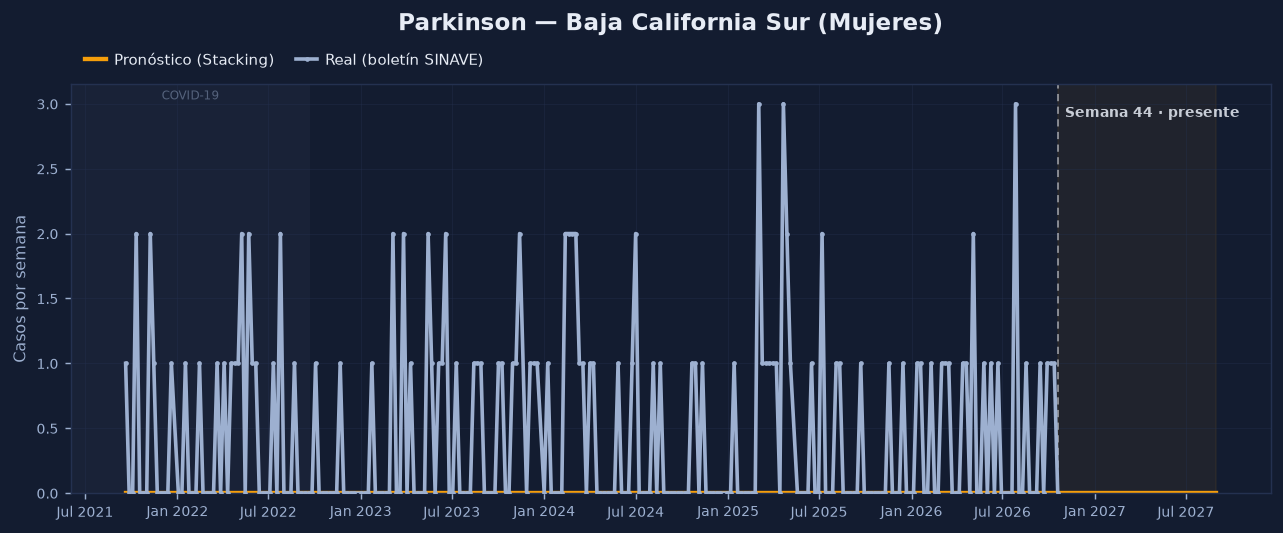 Parkinson — Baja California Sur (Mujeres)
Pronóstico (Stacking)
Real (boletín SINAVE)
COVID-19
Semana 44 · presente
Casos por semana
3.0
2.5
2.0
1.5
1.0
0.5
0.0
Jul 2021
Jan 2022
Jul 2022
Jan 2023
Jul 2023
Jan 2024
Jul 2024
Jan 2025
Jul 2025
Jan 2026
Jul 2026
Jan 2027
Jul 2027